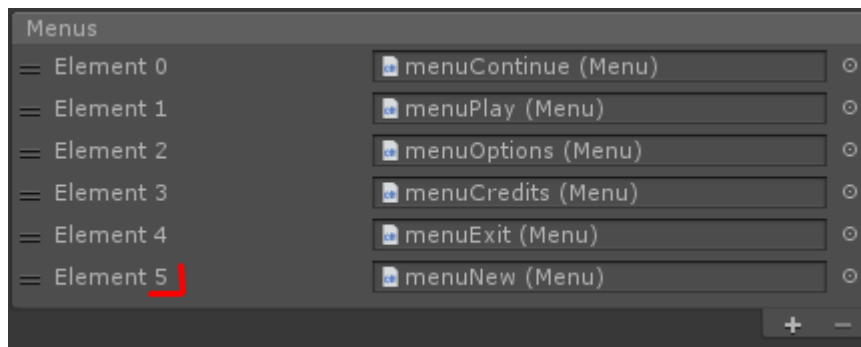 Menus
Element 0 menuContinue (Menu)
Element 1 menuPlay (Menu)
Element 2 menuOptions (Menu)
Element 3 menuCredits (Menu)
Element 4 menuExit (Menu)
Element 5 menuNew (Menu)
+ −